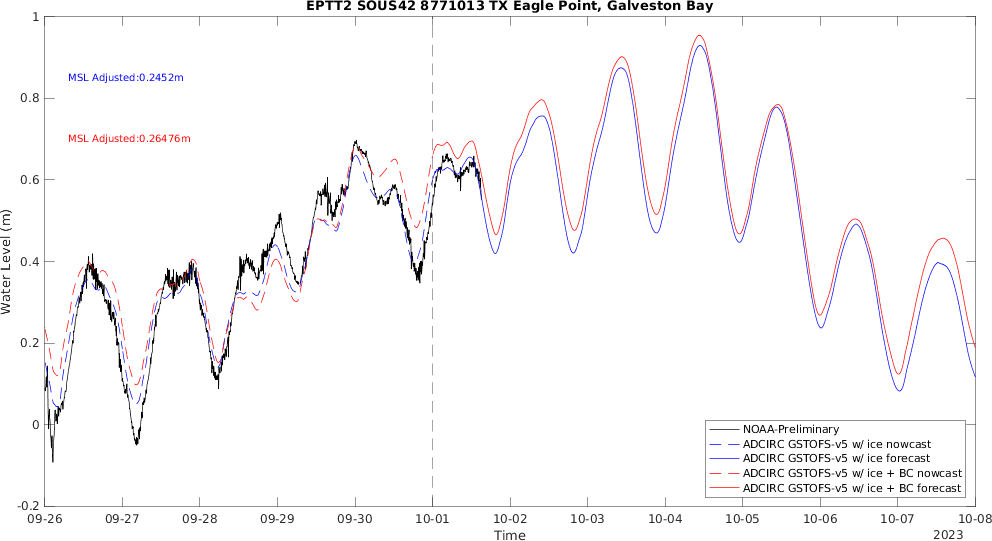 EPTT2 SOUS42 8771013 TX Eagle Point, Galveston Bay
1
0.8
0.6
0.4
0.2
0
-0.2
Water Level (m)
MSL Adjusted:0.2452m
MSL Adjusted:0.26476m
NOAA-Preliminary
ADCIRC GSTOFS-v5 w/ ice nowcast
ADCIRC GSTOFS-v5 w/ ice forecast
ADCIRC GSTOFS-v5 w/ ice + BC nowcast
ADCIRC GSTOFS-v5 w/ ice + BC forecast
09-26 09-27 09-28 09-29 09-30 10-01 10-02 10-03 10-04 10-05 10-06 10-07 10-08
Time
2023